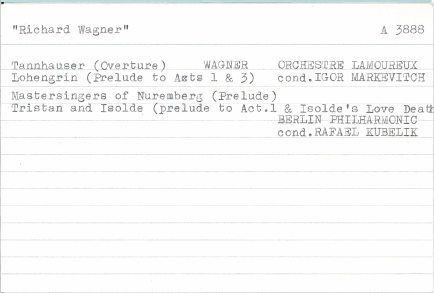 "Richard Wagner" A 3888
Tannhauser (Overture) WAGNER ORCHESTRE LAMOUREUX
Lohengrin (Prelude to Acts 1 & 3) cond.IGOR MARKEVITCH
Mastersingers of Nuremberg (Prelude)
Tristan and Isolde (prelude to Act.1 & Isolde's Love Death
BERLIN PHILHARMONIC
cond.RAFAEL KUBELIK